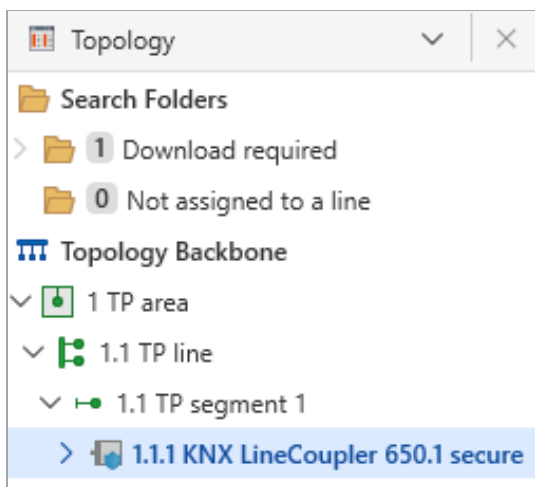 Topology
Search Folders
1 Download required
0 Not assigned to a line
Topology Backbone
1 TP area
1.1 TP line
1.1 TP segment 1
1.1.1 KNX LineCoupler 650.1 secure